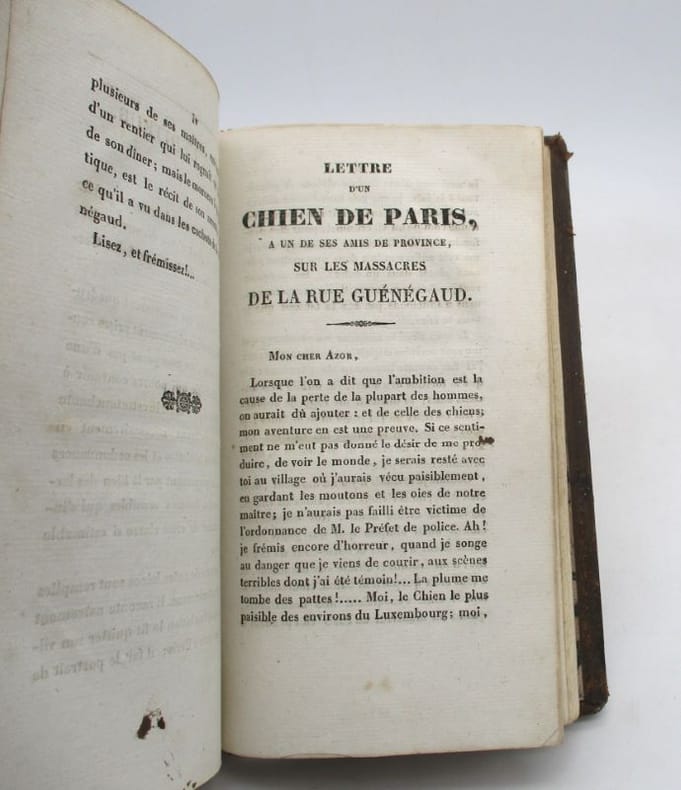 iv
plusieurs de ses maîtres,
d'un rentier qui lui rognait
de son dîner; mais le morceau
tique, est le récit de son
ce qu'il a vu dans les cachots de
négaud.
Lisez, et frémissez!...
LETTRE
D'UN
CHIEN DE PARIS,
A UN DE SES AMIS DE PROVINCE,
SUR LES MASSACRES
DE LA RUE GUÉNÉGAUD.
MON CHER AZOR,
Lorsque l'on a dit que l'ambition est la
cause de la perte de la plupart des hommes,
on aurait dû ajouter : et de celle des chiens;
mon aventure en est une preuve. Si ce senti-
ment ne m'eut pas donné le désir de me pro-
duire, de voir le monde, je serais resté avec
toi au village où j'aurais vécu paisiblement,
en gardant les moutons et les oies de notre
maître; je n'aurais pas failli être victime de
l'ordonnance de M. le Préfet de police. Ah!
je frémis encore d'horreur, quand je songe
au danger que je viens de courir, aux scènes
terribles dont j'ai été témoin!... La plume me
tombe des pattes!..... Moi, le Chien le plus
paisible des environs du Luxembourg; moi,